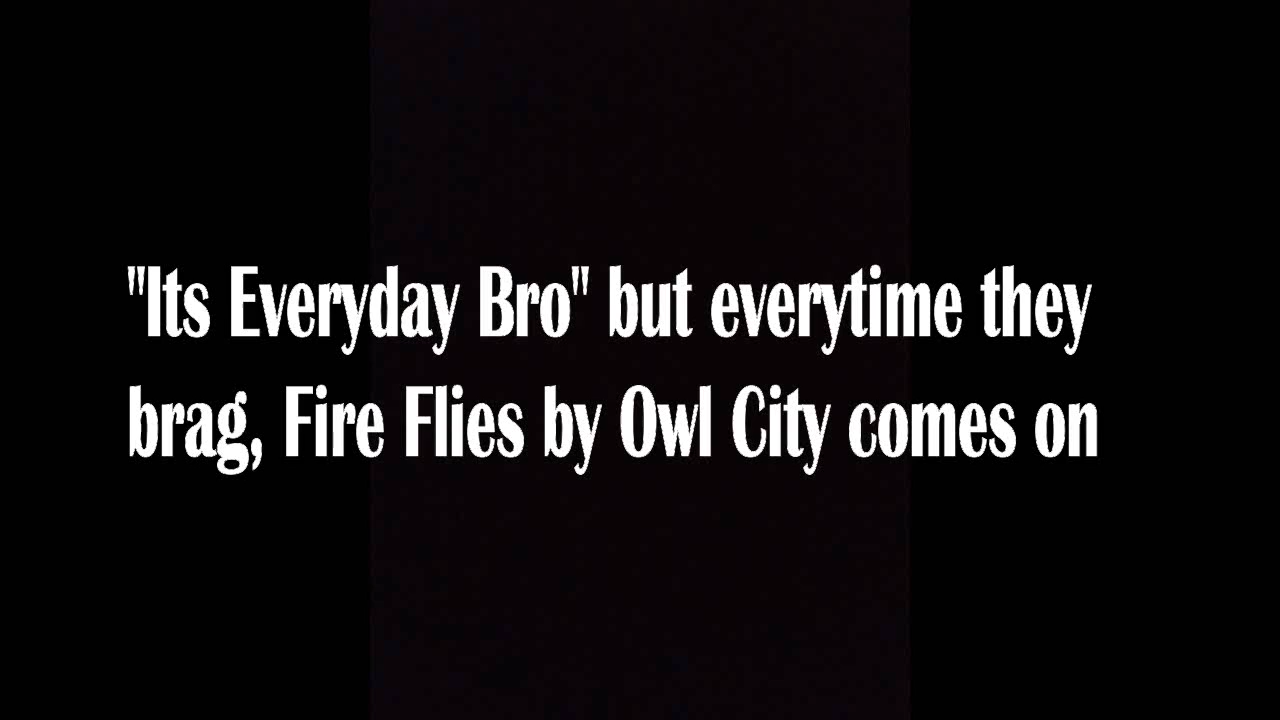 "Its Everyday Bro" but everytime they
brag, Fire Flies by Owl City comes on